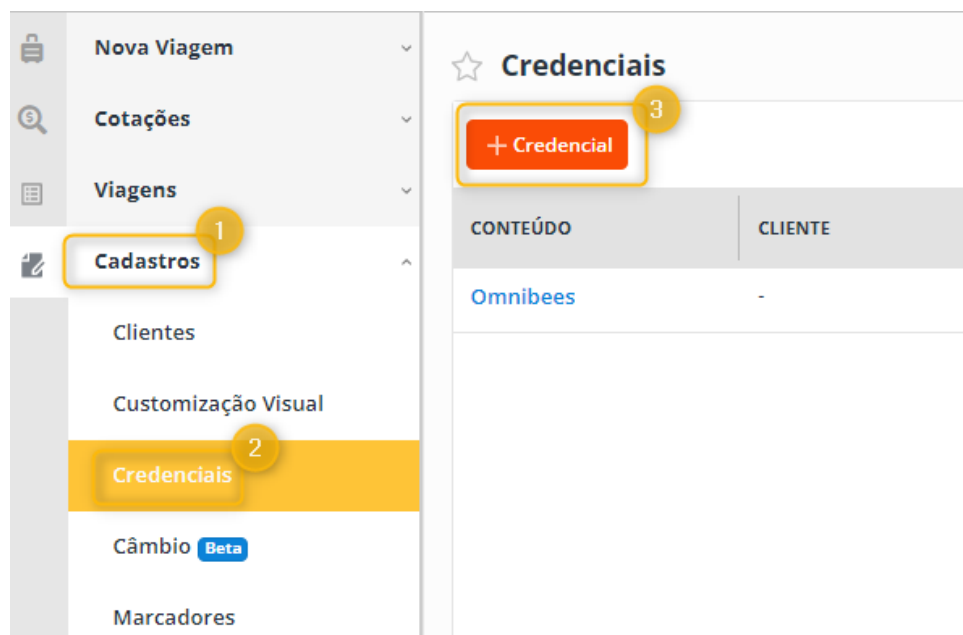 Nova Viagem
Cotações
Viagens
1
Cadastros
Clientes
Customização Visual
2
Credenciais
Câmbio Beta
Marcadores
Credenciais
3
+ Credencial
CONTEÚDO CLIENTE
Omnibees -